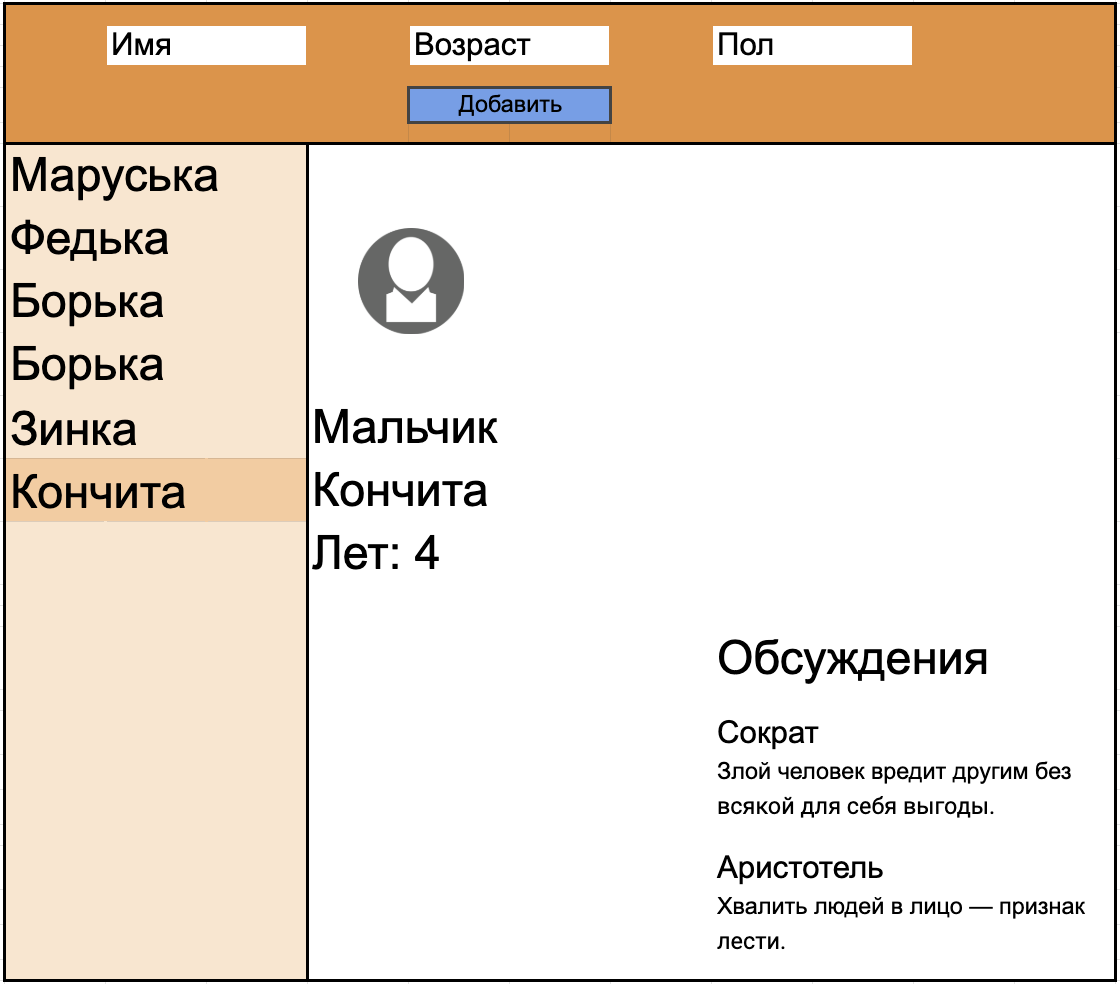 Имя
Возраст
Пол
Добавить
Маруська
Федька
Борька
Борька
Зинка
Кончита
Мальчик
Кончита
Лет: 4
Обсуждения
Сократ
Злой человек вредит другим без
всякой для себя выгоды.
Аристотель
Хвалить людей в лицо — признак
лести.